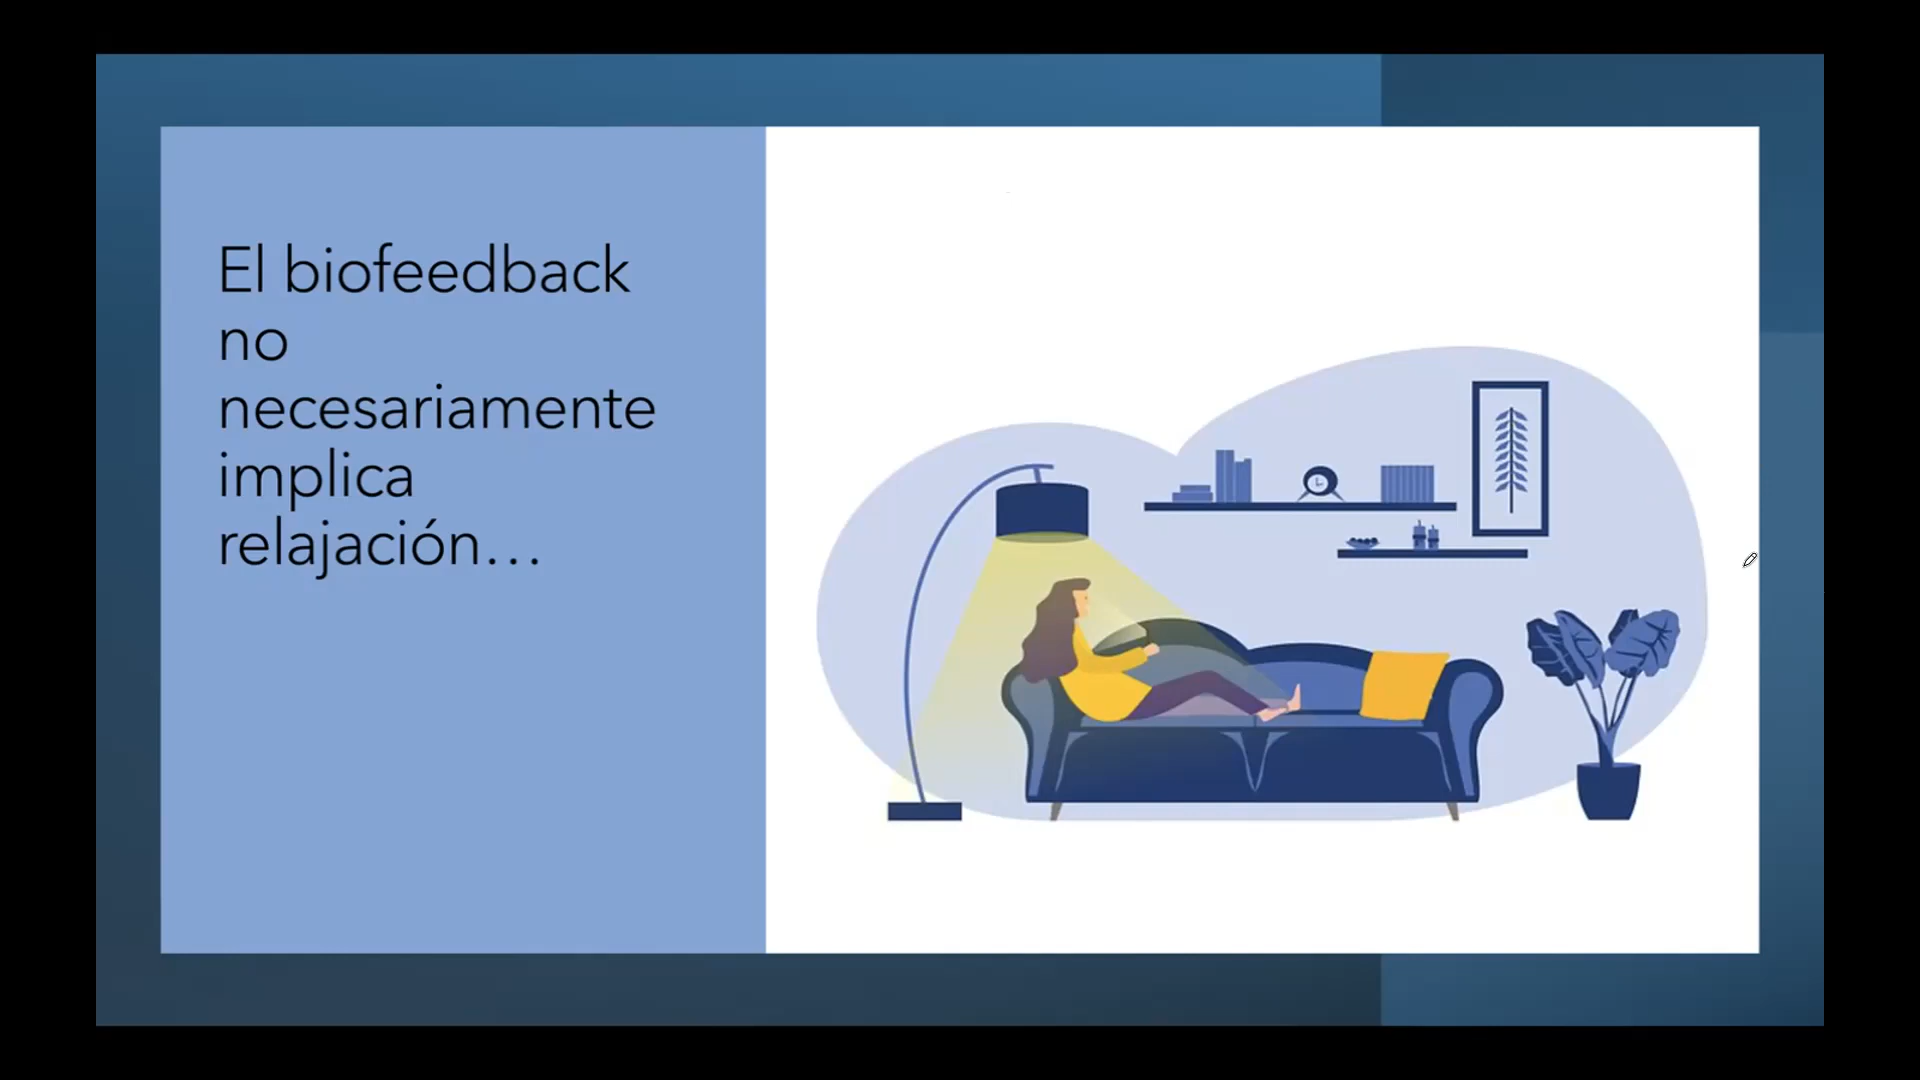 El biofeedback
no
necesariamente
implica
relajación...